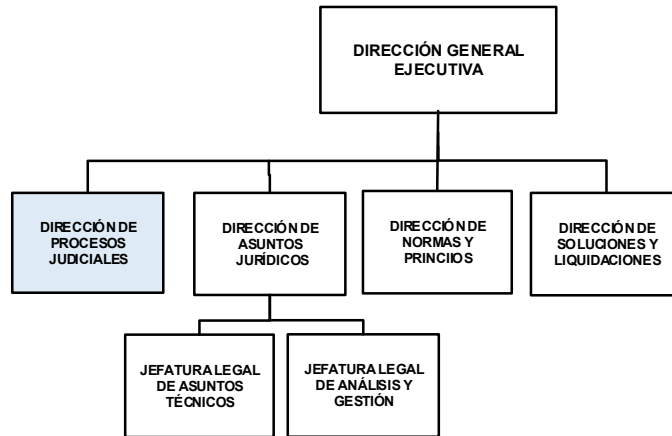 DIRECCIÓN GENERAL
EJECUTIVA
DIRECCIÓN DE
PROCESOS
JUDICIALES
DIRECCIÓN DE
ASUNTOS
JURÍDICOS
DIRECCIÓN DE
NORMAS Y
PRINCIIOS
DIRECCIÓN DE
SOLUCIONES Y
LIQUIDACIONES
JEFATURA LEGAL
DE ASUNTOS
TÉCNICOS
JEFATURA LEGAL
DE ANÁLISIS Y
GESTIÓN